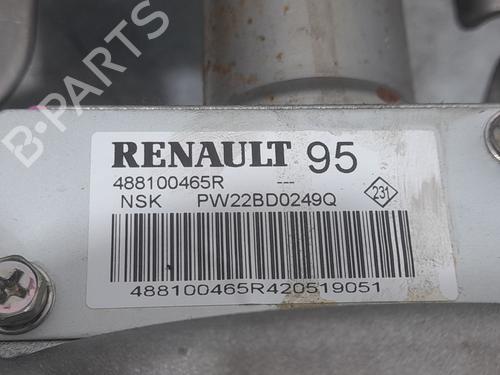 B-PARTS
RENAULT 95
488100465R ---
NSK PW22BD0249Q
231
488100465R420519051